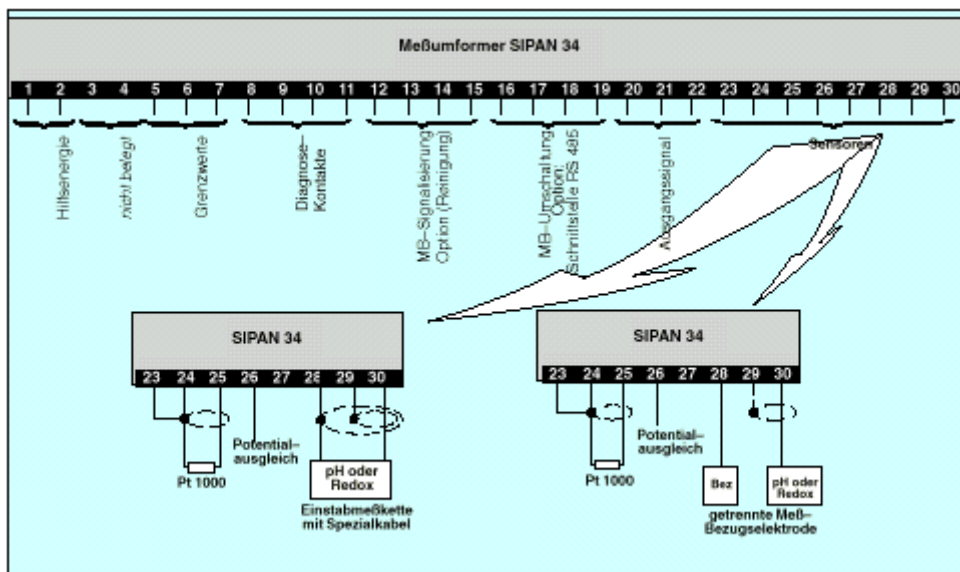 Meßumformer SIPAN 34
1 2 3 4 5 6 7 8 9 10 11 12 13 14 15 16 17 18 19 20 21 22 23 24 25 26 27 28 29 30
Hilfsenergie
nicht belegt
Grenzwerte
Diagnose–
Kontakte
MB–Signalisierung
Option (Reinigung)
MB–Umschaltung
Option:
Schnittstelle RS 485
Ausgangssignal
Sensoren
SIPAN 34
23 24 25 26 27 28 29 30
Potential–
ausgleich
Pt 1000
pH oder
Redox
Einstabmeßkette
mit Spezialkabel
SIPAN 34
23 24 25 26 27 28 29 30
Potential–
ausgleich
Pt 1000
Bez
pH oder
Redox
getrennte Meß–
Bezugselektrode